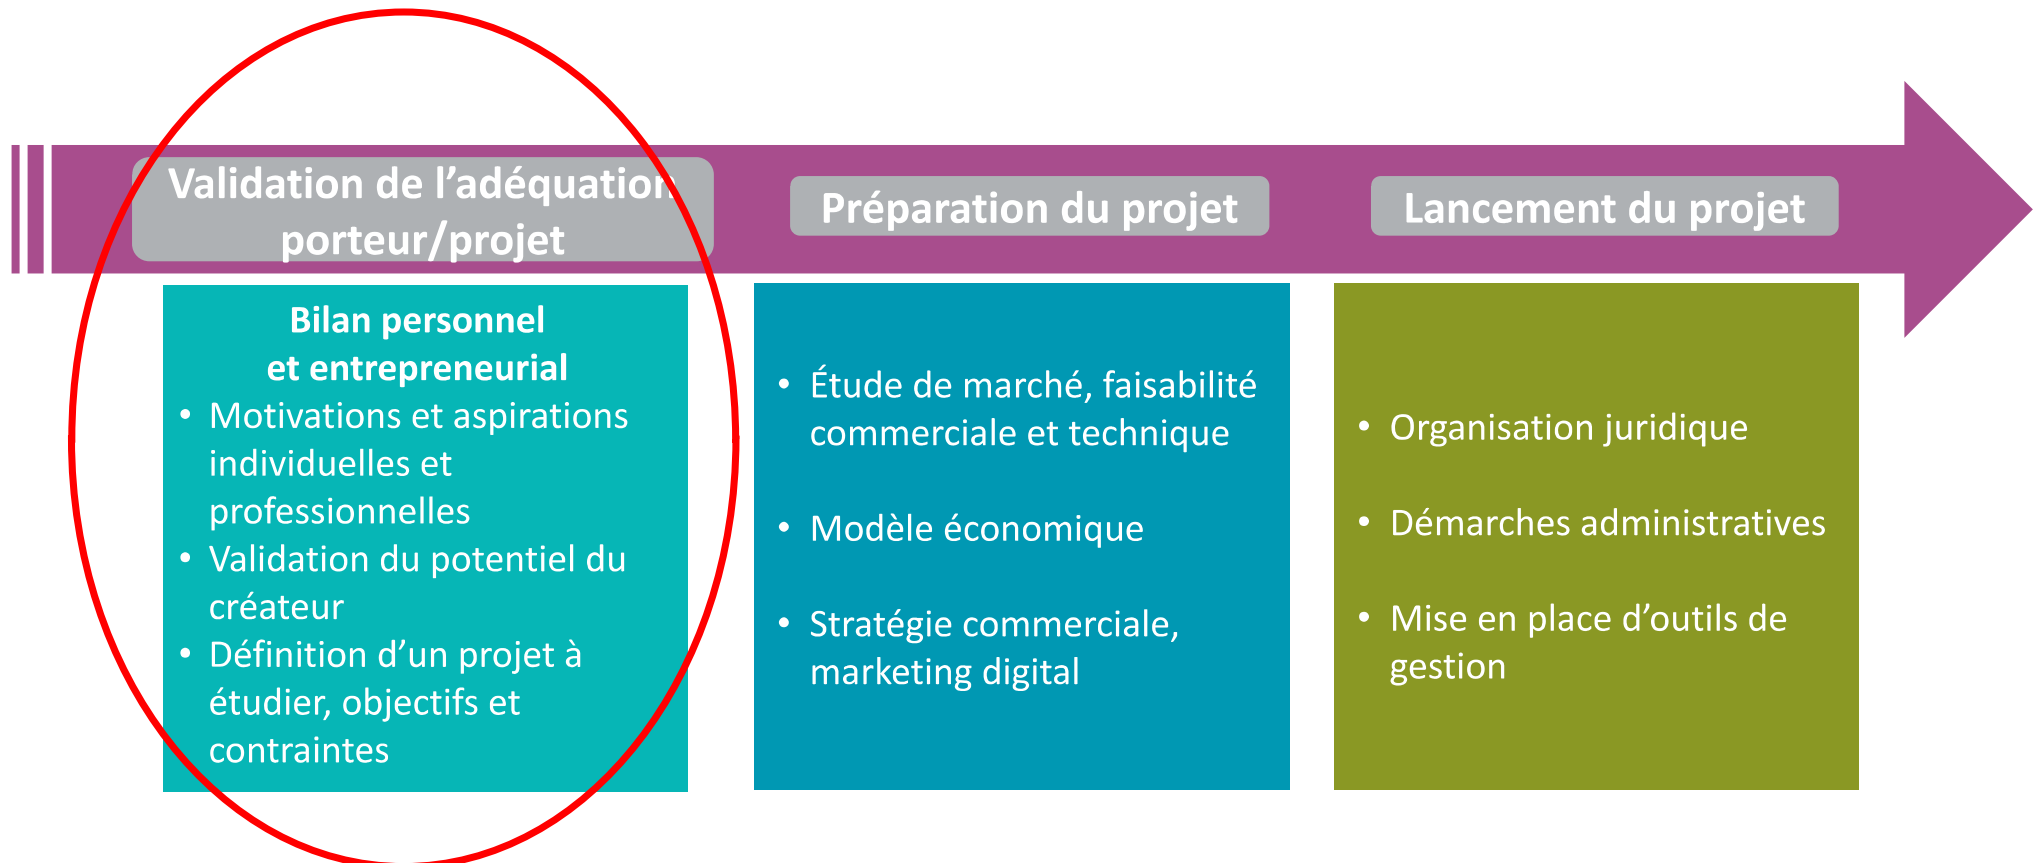 Validation de l’adéquation
porteur/projet
Préparation du projet
Lancement du projet
Bilan personnel
et entrepreneurial
• Motivations et aspirations
individuelles et
professionnelles
• Validation du potentiel du
créateur
• Définition d’un projet à
étudier, objectifs et
contraintes
• Étude de marché, faisabilité
commerciale et technique
• Modèle économique
• Stratégie commerciale,
marketing digital
• Organisation juridique
• Démarches administratives
• Mise en place d’outils de
gestion